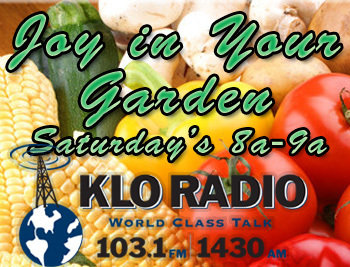 Joy in Your
Garden
Saturday's 8a-9a
KLO RADIO
WORLD CLASS TALK
103.1 FM | 1430 AM